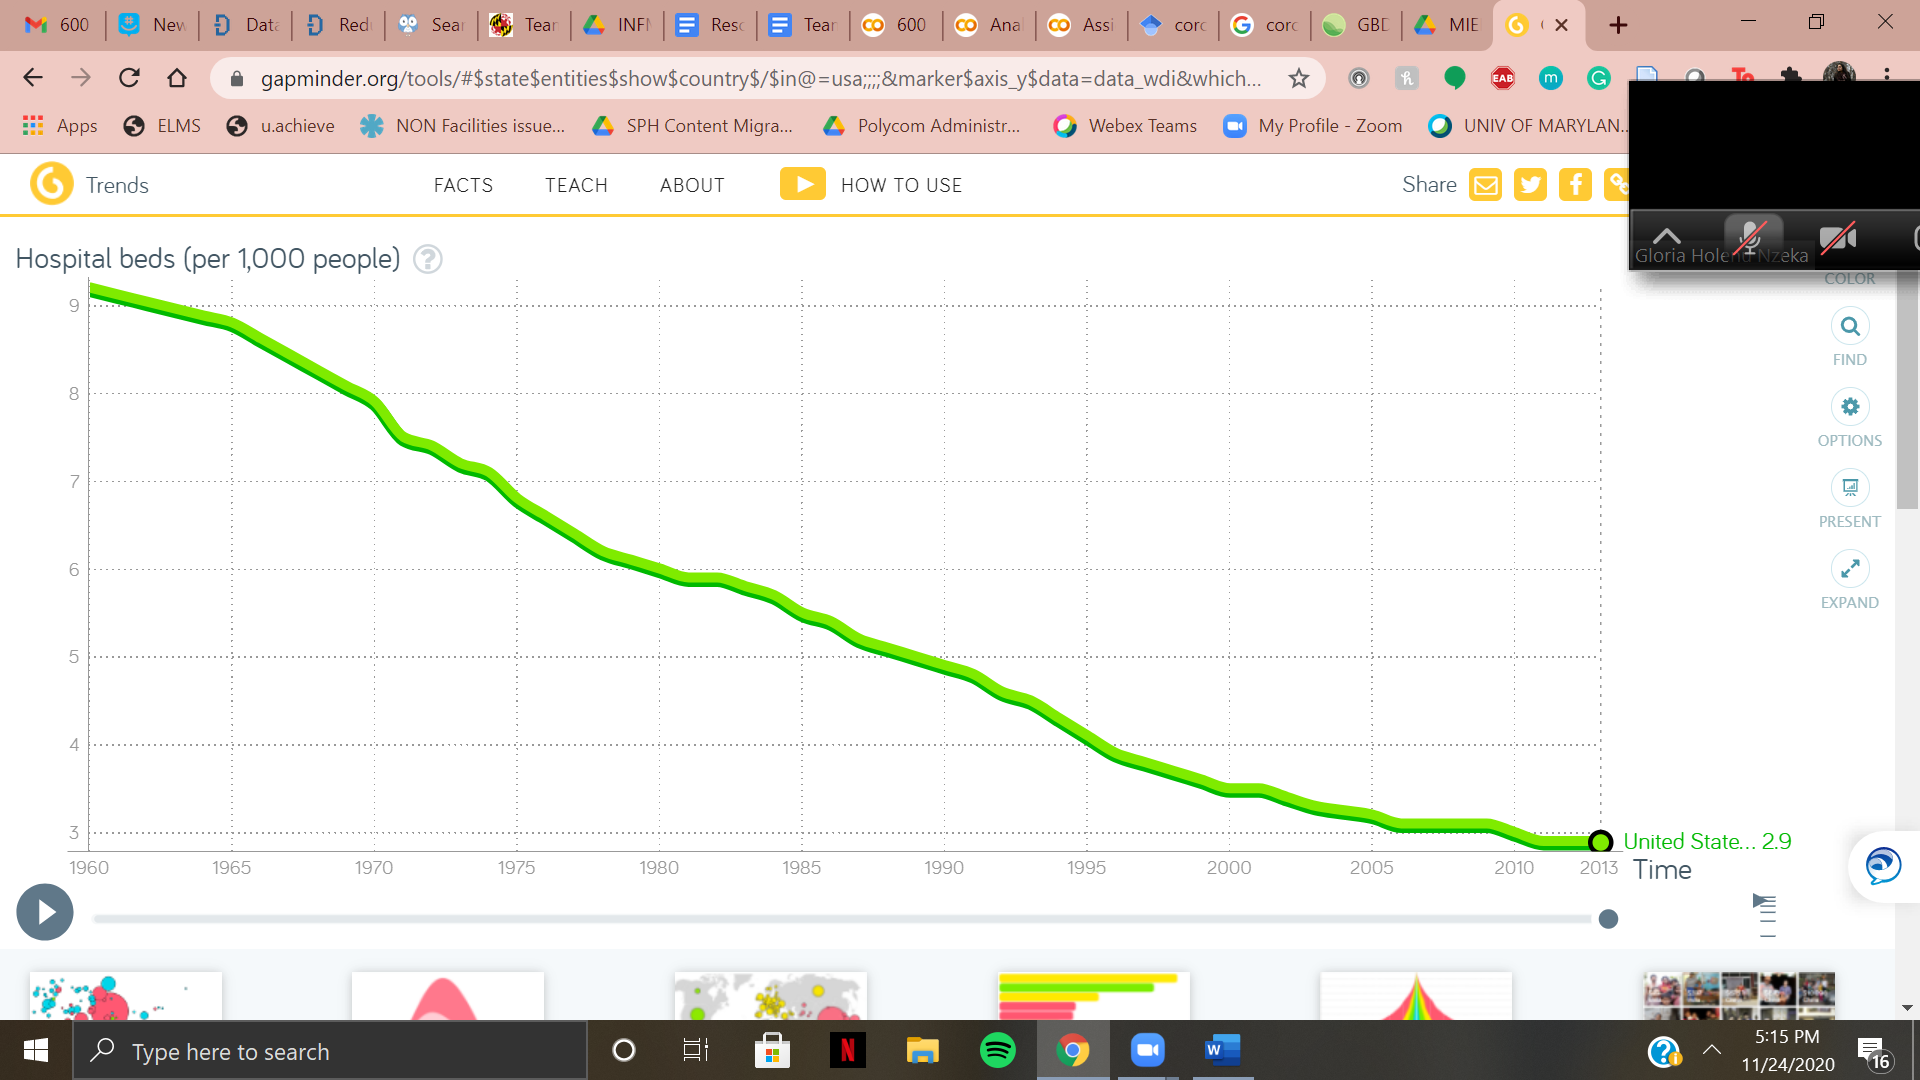 600 New Data Red Sear Tear INFN Reso Tear 600 Anal Assi coro coro GBD MIE
gapminder.org/tools/#$state$entities$show$country$/$in@=usa;;;;&marker$axis_y$data=data_wdi&which...
Apps ELMS u.achieve NON Facilities issue... SPH Content Migra... Polycom Administr... Webex Teams My Profile - Zoom UNIV OF MARYLAN...
Trends FACTS TEACH ABOUT HOW TO USE Share
Gloria Hole Nzeka
Hospital beds (per 1,000 people) ?
COLOR
FIND
OPTIONS
PRESENT
EXPAND
9
8
7
6
5
4
3
United State... 2.9
1960 1965 1970 1975 1980 1985 1990 1995 2000 2005 2010 2013
Time
Type here to search
5:15 PM
11/24/2020
16